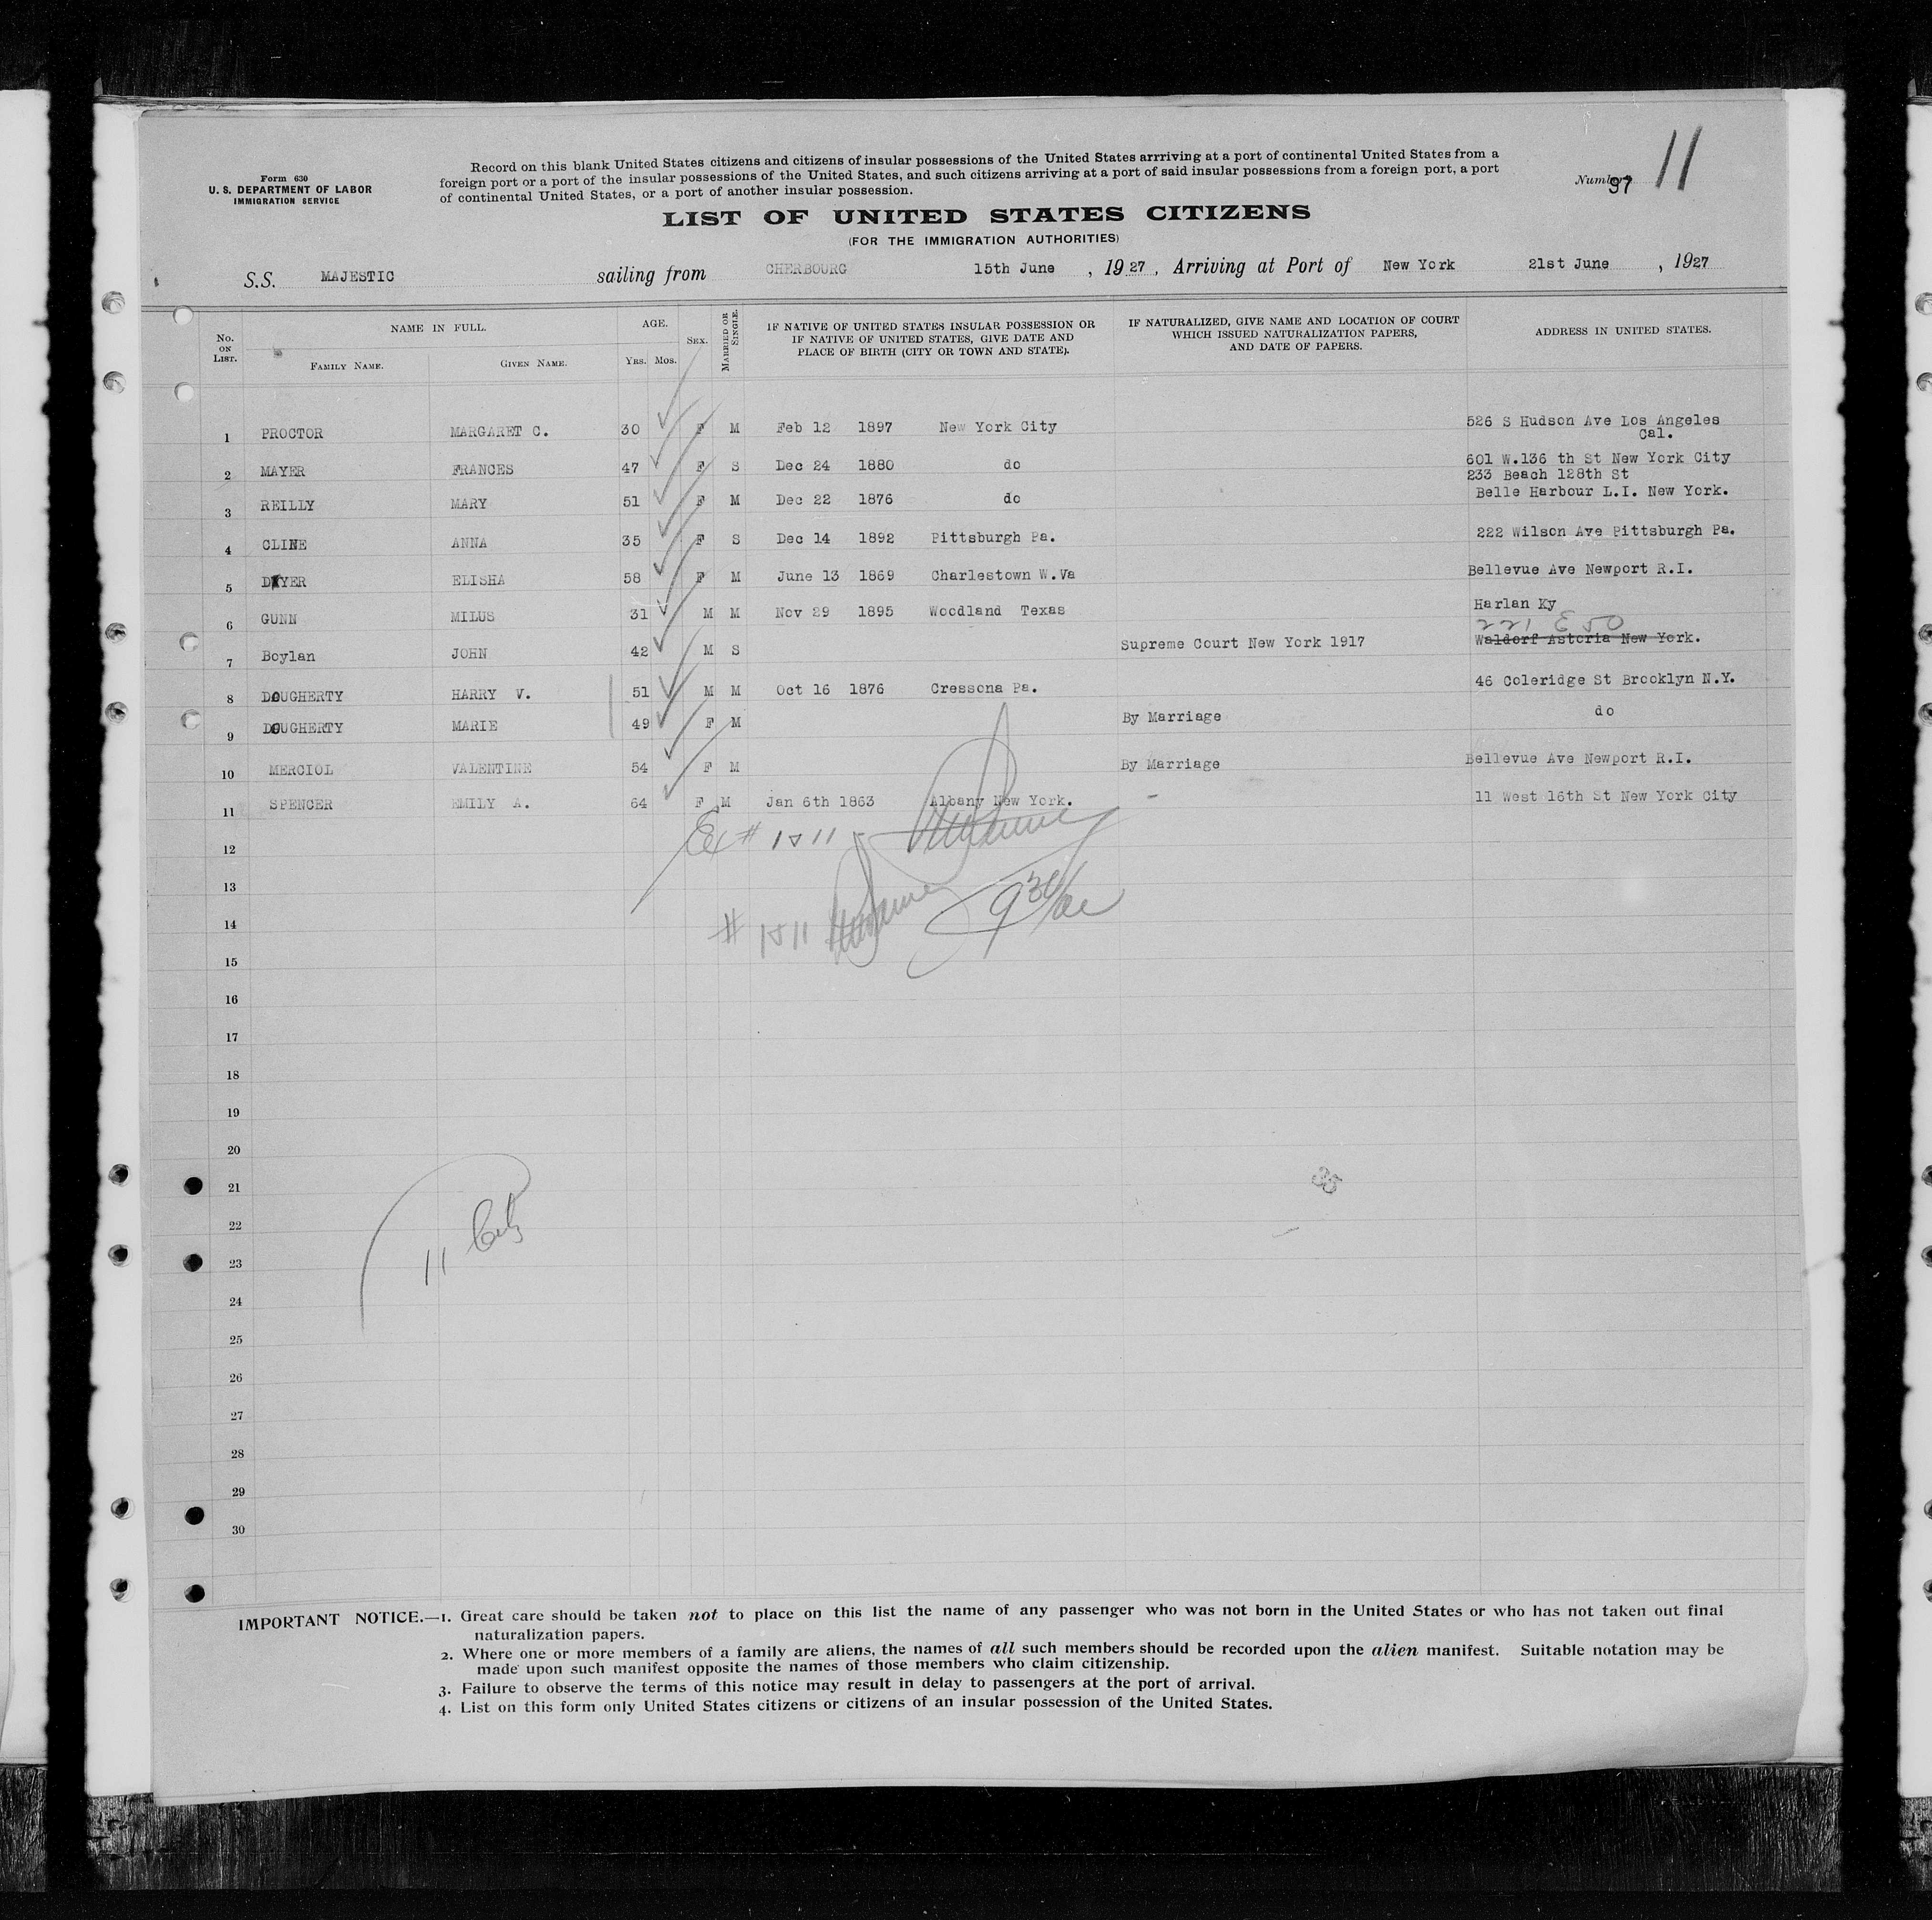 Form 630
U. S. DEPARTMENT OF LABOR
IMMIGRATION SERVICE
Record on this blank United States citizens and citizens of insular possessions of the United States arrriving at a port of continental United States from a
foreign port or a port of the insular possessions of the United States, and such citizens arriving at a port of said insular possessions from a foreign port, a port
of continental United States, or a port of another insular possession.
Number 97 11
LIST OF UNITED STATES CITIZENS
(FOR THE IMMIGRATION AUTHORITIES)
S.S. MAJESTIC sailing from CHERBOURG 15th June , 19 27 , Arriving at Port of New York 21st June , 1927
No. ON LIST. NAME IN FULL. FAMILY NAME. GIVEN NAME. AGE. YRS. MOS. SEX. MARRIED OR SINGLE. IF NATIVE OF UNITED STATES INSULAR POSSESSION OR IF NATIVE OF UNITED STATES, GIVE DATE AND PLACE OF BIRTH (CITY OR TOWN AND STATE). IF NATURALIZED, GIVE NAME AND LOCATION OF COURT WHICH ISSUED NATURALIZATION PAPERS, AND DATE OF PAPERS. ADDRESS IN UNITED STATES.
1 PROCTOR MARGARET C. 30 F M Feb 12 1897 New York City 526 S Hudson Ave Los Angeles
Cal.
2 MAYER FRANCES 47 F S Dec 24 1880 do 601 W.136 th St New York City
233 Beach 128th St
3 REILLY MARY 51 F M Dec 22 1876 do Belle Harbour L.I. New York.
4 CLINE ANNA 35 F S Dec 14 1892 Pittsburgh Pa. 222 Wilson Ave Pittsburgh Pa.
5 DYER ELISHA 58 F M June 13 1869 Charlestown W.Va Bellevue Ave Newport R.I.
6 GUNN MILUS 31 M M Nov 29 1895 Woodland Texas Harlan Ky
221 E 50
7 Boylan JOHN 42 M S Supreme Court New York 1917 Waldorf Astoria New York.
8 DOUGHERTY HARRY V. 51 M M Oct 16 1876 Cressona Pa. 46 Coleridge St Brooklyn N.Y.
9 DOUGHERTY MARIE 49 F M By Marriage do
10 MERCIOL VALENTINE 54 F M By Marriage Bellevue Ave Newport R.I.
11 SPENCER EMILY A. 64 F M Jan 6th 1863 Albany New York. - 11 West 16th St New York City
12
13
14
15
16
17
18
19
20
21
22
23
24
25
26
27
28
29
30
# 1511
# 1511
9 30
35
11
IMPORTANT NOTICE.—1. Great care should be taken not to place on this list the name of any passenger who was not born in the United States or who has not taken out final
naturalization papers.
2. Where one or more members of a family are aliens, the names of all such members should be recorded upon the alien manifest. Suitable notation may be
made upon such manifest opposite the names of those members who claim citizenship.
3. Failure to observe the terms of this notice may result in delay to passengers at the port of arrival.
4. List on this form only United States citizens or citizens of an insular possession of the United States.